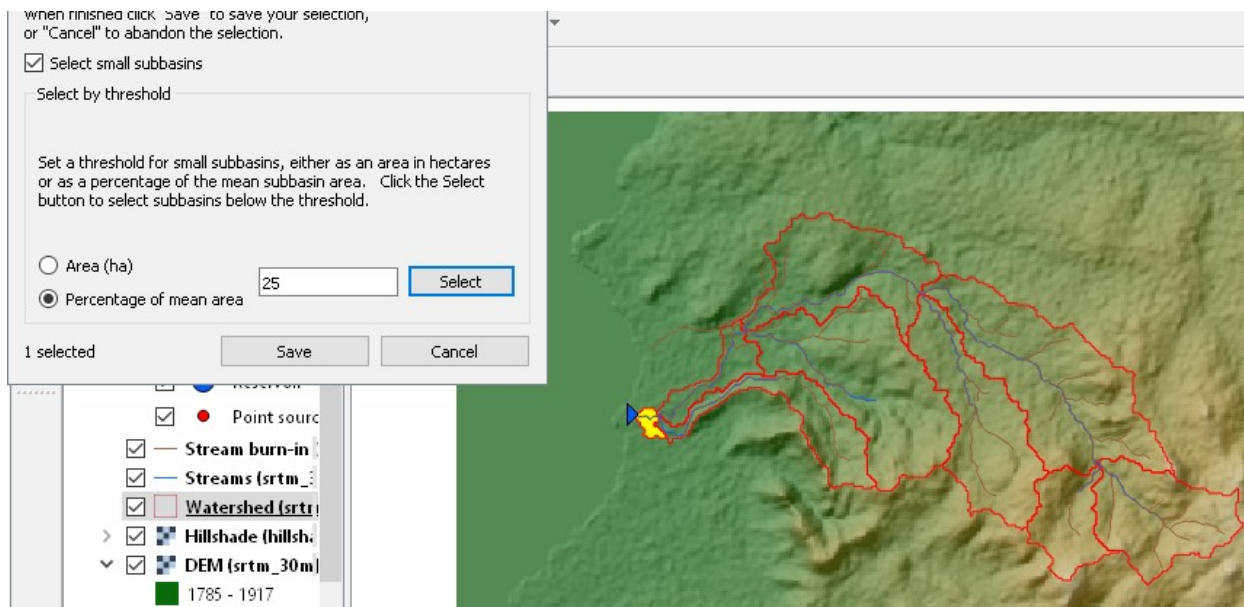 When finished click "Save" to save your selection,
or "Cancel" to abandon the selection.
Select small subbasins
Select by threshold
Set a threshold for small subbasins, either as an area in hectares
or as a percentage of the mean subbasin area. Click the Select
button to select subbasins below the threshold.
Area (ha)
Percentage of mean area
25
Select
1 selected
Save
Cancel
Reservoir
Point sourc
Stream burn-in
Streams (srtm_3
Watershed (srtm
Hillshade (hillsha
DEM (srtm_30m)
1785 - 1917